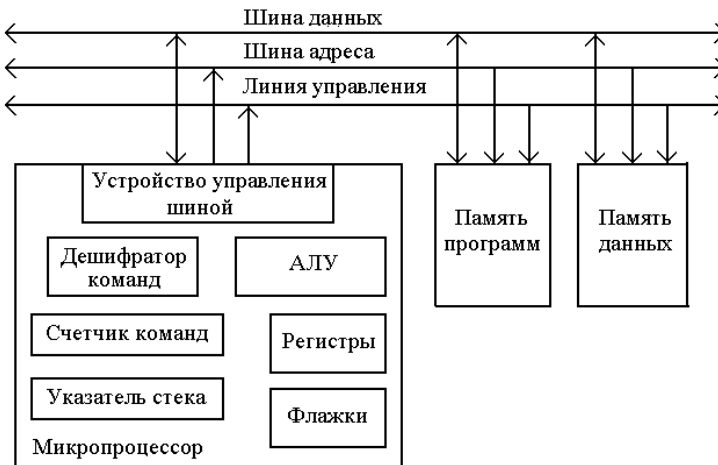 Шина данных
Шина адреса
Линия управления
Устройство управления
шиной
Дешифратор
команд
АЛУ
Счетчик команд
Регистры
Указатель стека
Флажки
Микропроцессор
Память
программ
Память
данных